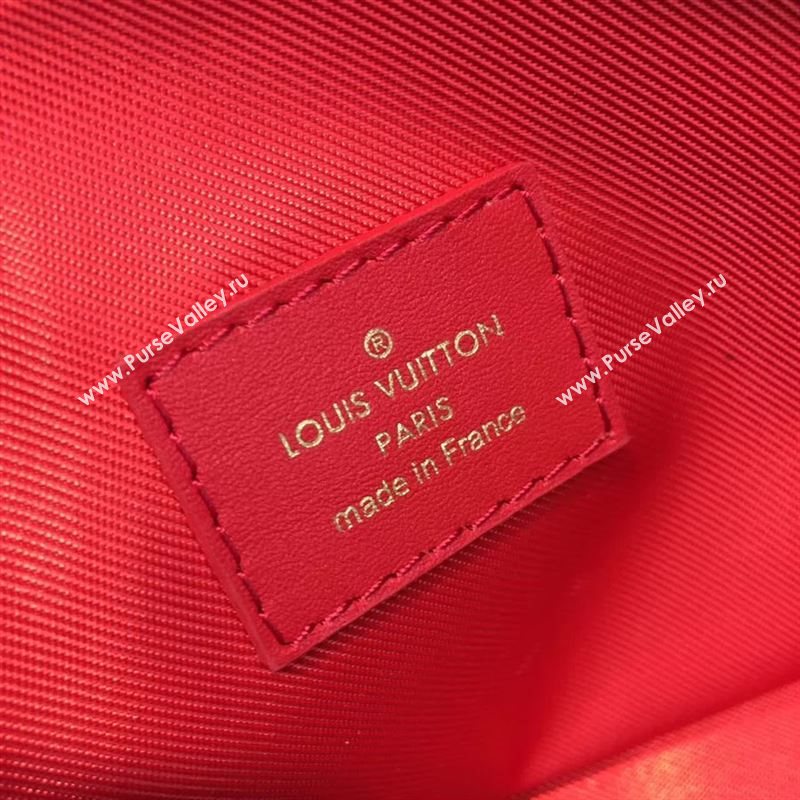 ®
LOUIS VUITTON
PARIS
made in France
www.PurseValley.ru
www.PurseValley.ru